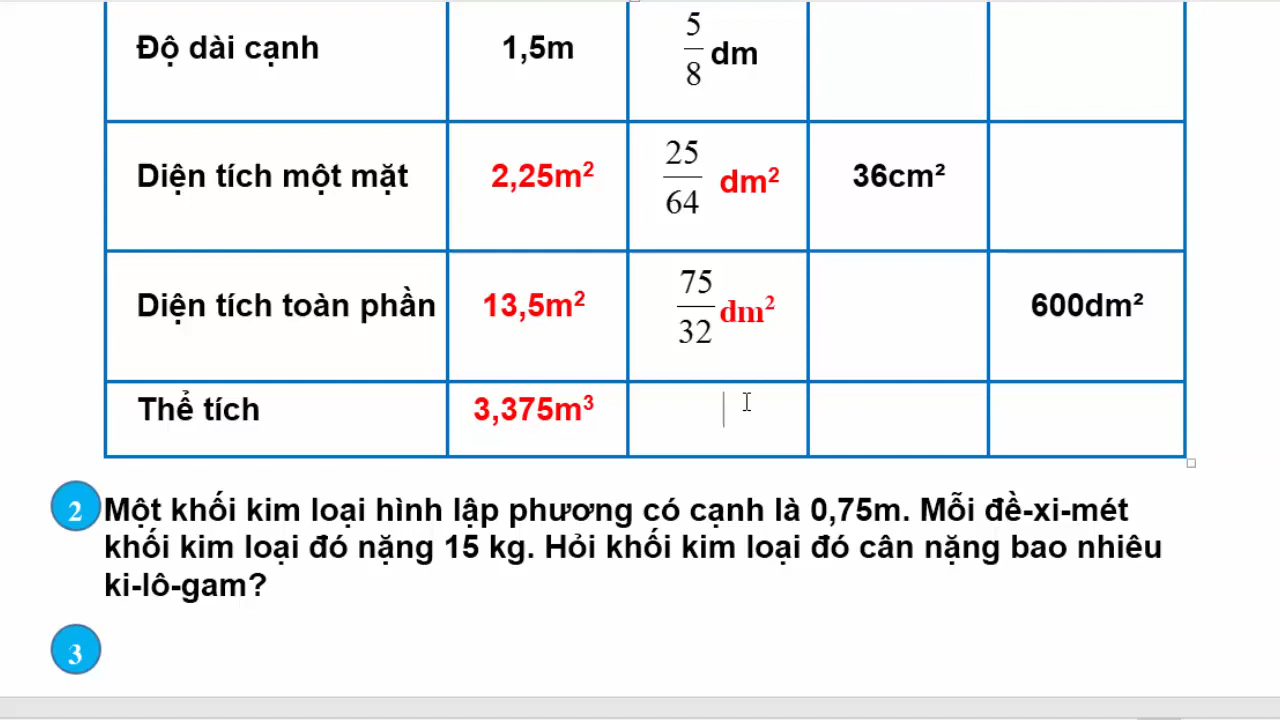 Độ dài cạnh 1,5m 5/8 dm
Diện tích một mặt 2,25m² 25/64 dm² 36cm²
Diện tích toàn phần 13,5m² 75/32 dm² 600dm²
Thể tích 3,375m³
2 Một khối kim loại hình lập phương có cạnh là 0,75m. Mỗi đề-xi-mét
khối kim loại đó nặng 15 kg. Hỏi khối kim loại đó cân nặng bao nhiêu
ki-lô-gam?
3